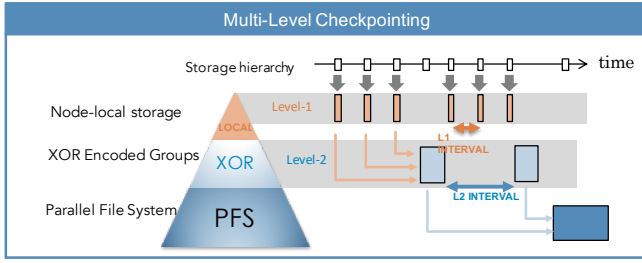 Multi-Level Checkpointing
Storage hierarchy
time
Node-local storage
Level-1
LOCAL
L1
INTERVAL
XOR Encoded Groups
XOR
Level-2
L2 INTERVAL
Parallel File System
PFS